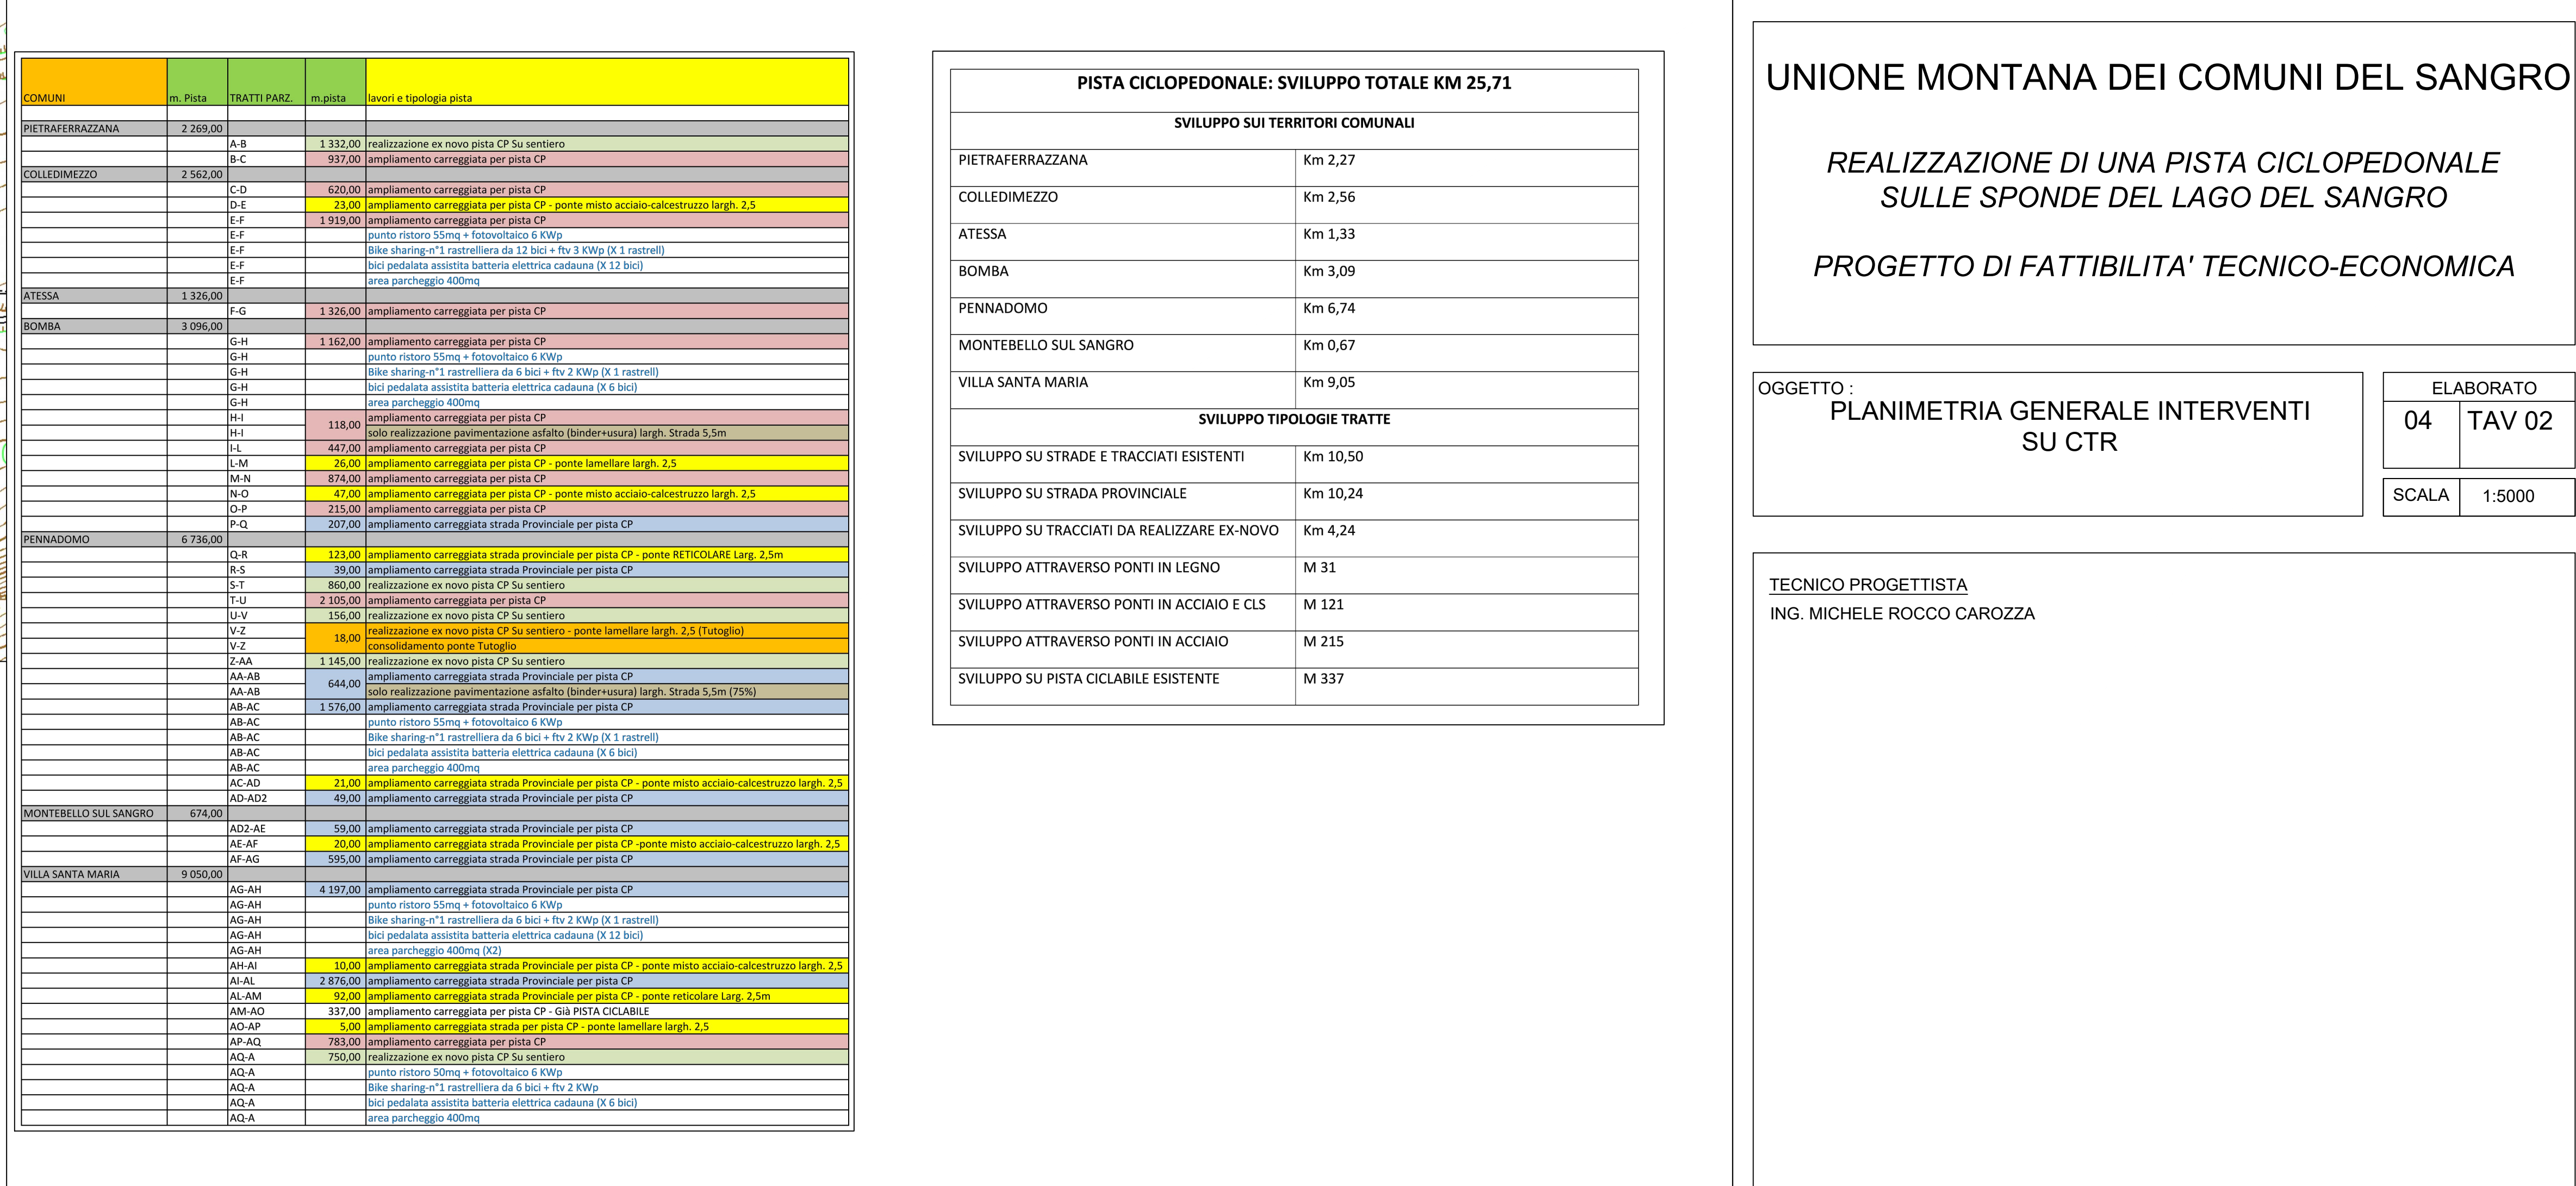 COMUNI m. Pista TRATTI PARZ. m.pista lavori e tipologia pista
PIETRAFERRAZZANA 2 269,00
A-B 1 332,00 realizzazione ex novo pista CP Su sentiero
B-C 937,00 ampliamento carreggiata per pista CP
COLLEDIMEZZO 2 562,00
C-D 620,00 ampliamento carreggiata per pista CP
D-E 23,00 ampliamento carreggiata per pista CP - ponte misto acciaio-calcestruzzo largh. 2,5
E-F 1 919,00 ampliamento carreggiata per pista CP
E-F punto ristoro 55mq + fotovoltaico 6 KWp
E-F Bike sharing-n°1 rastrelliera da 12 bici + ftv 3 KWp (X 1 rastrell)
E-F bici pedalata assistita batteria elettrica cadauna (X 12 bici)
E-F area parcheggio 400mq
ATESSA 1 326,00
F-G 1 326,00 ampliamento carreggiata per pista CP
BOMBA 3 096,00
G-H 1 162,00 ampliamento carreggiata per pista CP
G-H punto ristoro 55mq + fotovoltaico 6 KWp
G-H Bike sharing-n°1 rastrelliera da 6 bici + ftv 2 KWp (X 1 rastrell)
G-H bici pedalata assistita batteria elettrica cadauna (X 6 bici)
G-H area parcheggio 400mq
H-I 118,00 ampliamento carreggiata per pista CP
H-I solo realizzazione pavimentazione asfalto (binder+usura) largh. Strada 5,5m
I-L 447,00 ampliamento carreggiata per pista CP
L-M 26,00 ampliamento carreggiata per pista CP - ponte lamellare largh. 2,5
M-N 874,00 ampliamento carreggiata per pista CP
N-O 47,00 ampliamento carreggiata per pista CP - ponte misto acciaio-calcestruzzo largh. 2,5
O-P 215,00 ampliamento carreggiata per pista CP
P-Q 207,00 ampliamento carreggiata strada Provinciale per pista CP
PENNADOMO 6 736,00
Q-R 123,00 ampliamento carreggiata strada provinciale per pista CP - ponte RETICOLARE Larg. 2,5m
R-S 39,00 ampliamento carreggiata strada Provinciale per pista CP
S-T 860,00 realizzazione ex novo pista CP Su sentiero
T-U 2 105,00 ampliamento carreggiata per pista CP
U-V 156,00 realizzazione ex novo pista CP Su sentiero
V-Z 18,00 realizzazione ex novo pista CP Su sentiero - ponte lamellare largh. 2,5 (Tutoglio)
V-Z consolidamento ponte Tutoglio
Z-AA 1 145,00 realizzazione ex novo pista CP Su sentiero
AA-AB 644,00 ampliamento carreggiata strada Provinciale per pista CP
AA-AB solo realizzazione pavimentazione asfalto (binder+usura) largh. Strada 5,5m (75%)
AB-AC 1 576,00 ampliamento carreggiata strada Provinciale per pista CP
AB-AC punto ristoro 55mq + fotovoltaico 6 KWp
AB-AC Bike sharing-n°1 rastrelliera da 6 bici + ftv 2 KWp (X 1 rastrell)
AB-AC bici pedalata assistita batteria elettrica cadauna (X 6 bici)
AB-AC area parcheggio 400mq
AC-AD 21,00 ampliamento carreggiata strada Provinciale per pista CP - ponte misto acciaio-calcestruzzo largh. 2,5
AD-AD2 49,00 ampliamento carreggiata strada Provinciale per pista CP
MONTEBELLO SUL SANGRO 674,00
AD2-AE 59,00 ampliamento carreggiata strada Provinciale per pista CP
AE-AF 20,00 ampliamento carreggiata strada Provinciale per pista CP -ponte misto acciaio-calcestruzzo largh. 2,5
AF-AG 595,00 ampliamento carreggiata strada Provinciale per pista CP
VILLA SANTA MARIA 9 050,00
AG-AH 4 197,00 ampliamento carreggiata strada Provinciale per pista CP
AG-AH punto ristoro 55mq + fotovoltaico 6 KWp
AG-AH Bike sharing-n°1 rastrelliera da 6 bici + ftv 2 KWp (X 1 rastrell)
AG-AH bici pedalata assistita batteria elettrica cadauna (X 12 bici)
AG-AH area parcheggio 400mq (X2)
AH-AI 10,00 ampliamento carreggiata strada Provinciale per pista CP - ponte misto acciaio-calcestruzzo largh. 2,5
AI-AL 2 876,00 ampliamento carreggiata strada Provinciale per pista CP
AL-AM 92,00 ampliamento carreggiata strada Provinciale per pista CP - ponte reticolare Larg. 2,5m
AM-AO 337,00 ampliamento carreggiata per pista CP - Già PISTA CICLABILE
AO-AP 5,00 ampliamento carreggiata strada per pista CP - ponte lamellare largh. 2,5
AP-AQ 783,00 ampliamento carreggiata per pista CP
AQ-A 750,00 realizzazione ex novo pista CP Su sentiero
AQ-A punto ristoro 50mq + fotovoltaico 6 KWp
AQ-A Bike sharing-n°1 rastrelliera da 6 bici + ftv 2 KWp
AQ-A bici pedalata assistita batteria elettrica cadauna (X 6 bici)
AQ-A area parcheggio 400mq
PISTA CICLOPEDONALE: SVILUPPO TOTALE KM 25,71
SVILUPPO SUI TERRITORI COMUNALI
PIETRAFERRAZZANA Km 2,27
COLLEDIMEZZO Km 2,56
ATESSA Km 1,33
BOMBA Km 3,09
PENNADOMO Km 6,74
MONTEBELLO SUL SANGRO Km 0,67
VILLA SANTA MARIA Km 9,05
SVILUPPO TIPOLOGIE TRATTE
SVILUPPO SU STRADE E TRACCIATI ESISTENTI Km 10,50
SVILUPPO SU STRADA PROVINCIALE Km 10,24
SVILUPPO SU TRACCIATI DA REALIZZARE EX-NOVO Km 4,24
SVILUPPO ATTRAVERSO PONTI IN LEGNO M 31
SVILUPPO ATTRAVERSO PONTI IN ACCIAIO E CLS M 121
SVILUPPO ATTRAVERSO PONTI IN ACCIAIO M 215
SVILUPPO SU PISTA CICLABILE ESISTENTE M 337
UNIONE MONTANA DEI COMUNI DEL SANGRO
REALIZZAZIONE DI UNA PISTA CICLOPEDONALE
SULLE SPONDE DEL LAGO DEL SANGRO
PROGETTO DI FATTIBILITA' TECNICO-ECONOMICA
OGGETTO :
PLANIMETRIA GENERALE INTERVENTI
SU CTR
ELABORATO
04 TAV 02
SCALA 1:5000
TECNICO PROGETTISTA
ING. MICHELE ROCCO CAROZZA